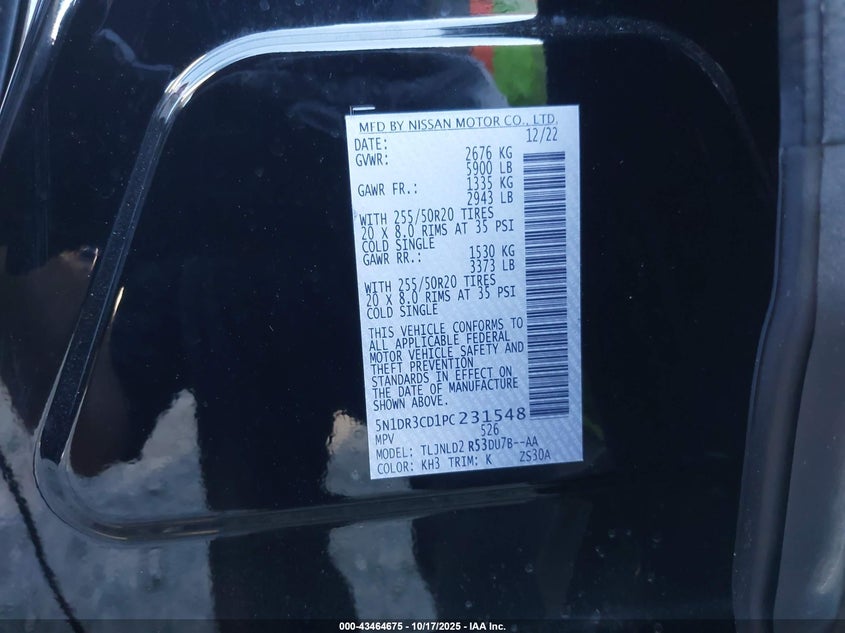 MFD BY NISSAN MOTOR CO., LTD.
DATE: 12/22
GVWR: 2676 KG
5900 LB
GAWR FR.: 1335 KG
2943 LB
WITH 255/50R20 TIRES
20 X 8.0 RIMS AT 35 PSI
COLD SINGLE
GAWR RR.: 1530 KG
3373 LB
WITH 255/50R20 TIRES
20 X 8.0 RIMS AT 35 PSI
COLD SINGLE
THIS VEHICLE CONFORMS TO
ALL APPLICABLE FEDERAL
MOTOR VEHICLE SAFETY AND
THEFT PREVENTION
STANDARDS IN EFFECT ON
THE DATE OF MANUFACTURE
SHOWN ABOVE.
5N1DR3CD1PC231548
MPV 526
MODEL: TLJNLD2 R53DU7B--AA
COLOR: KH3 TRIM: K ZS30A
000-43464675 - 10/17/2025 - IAA Inc.